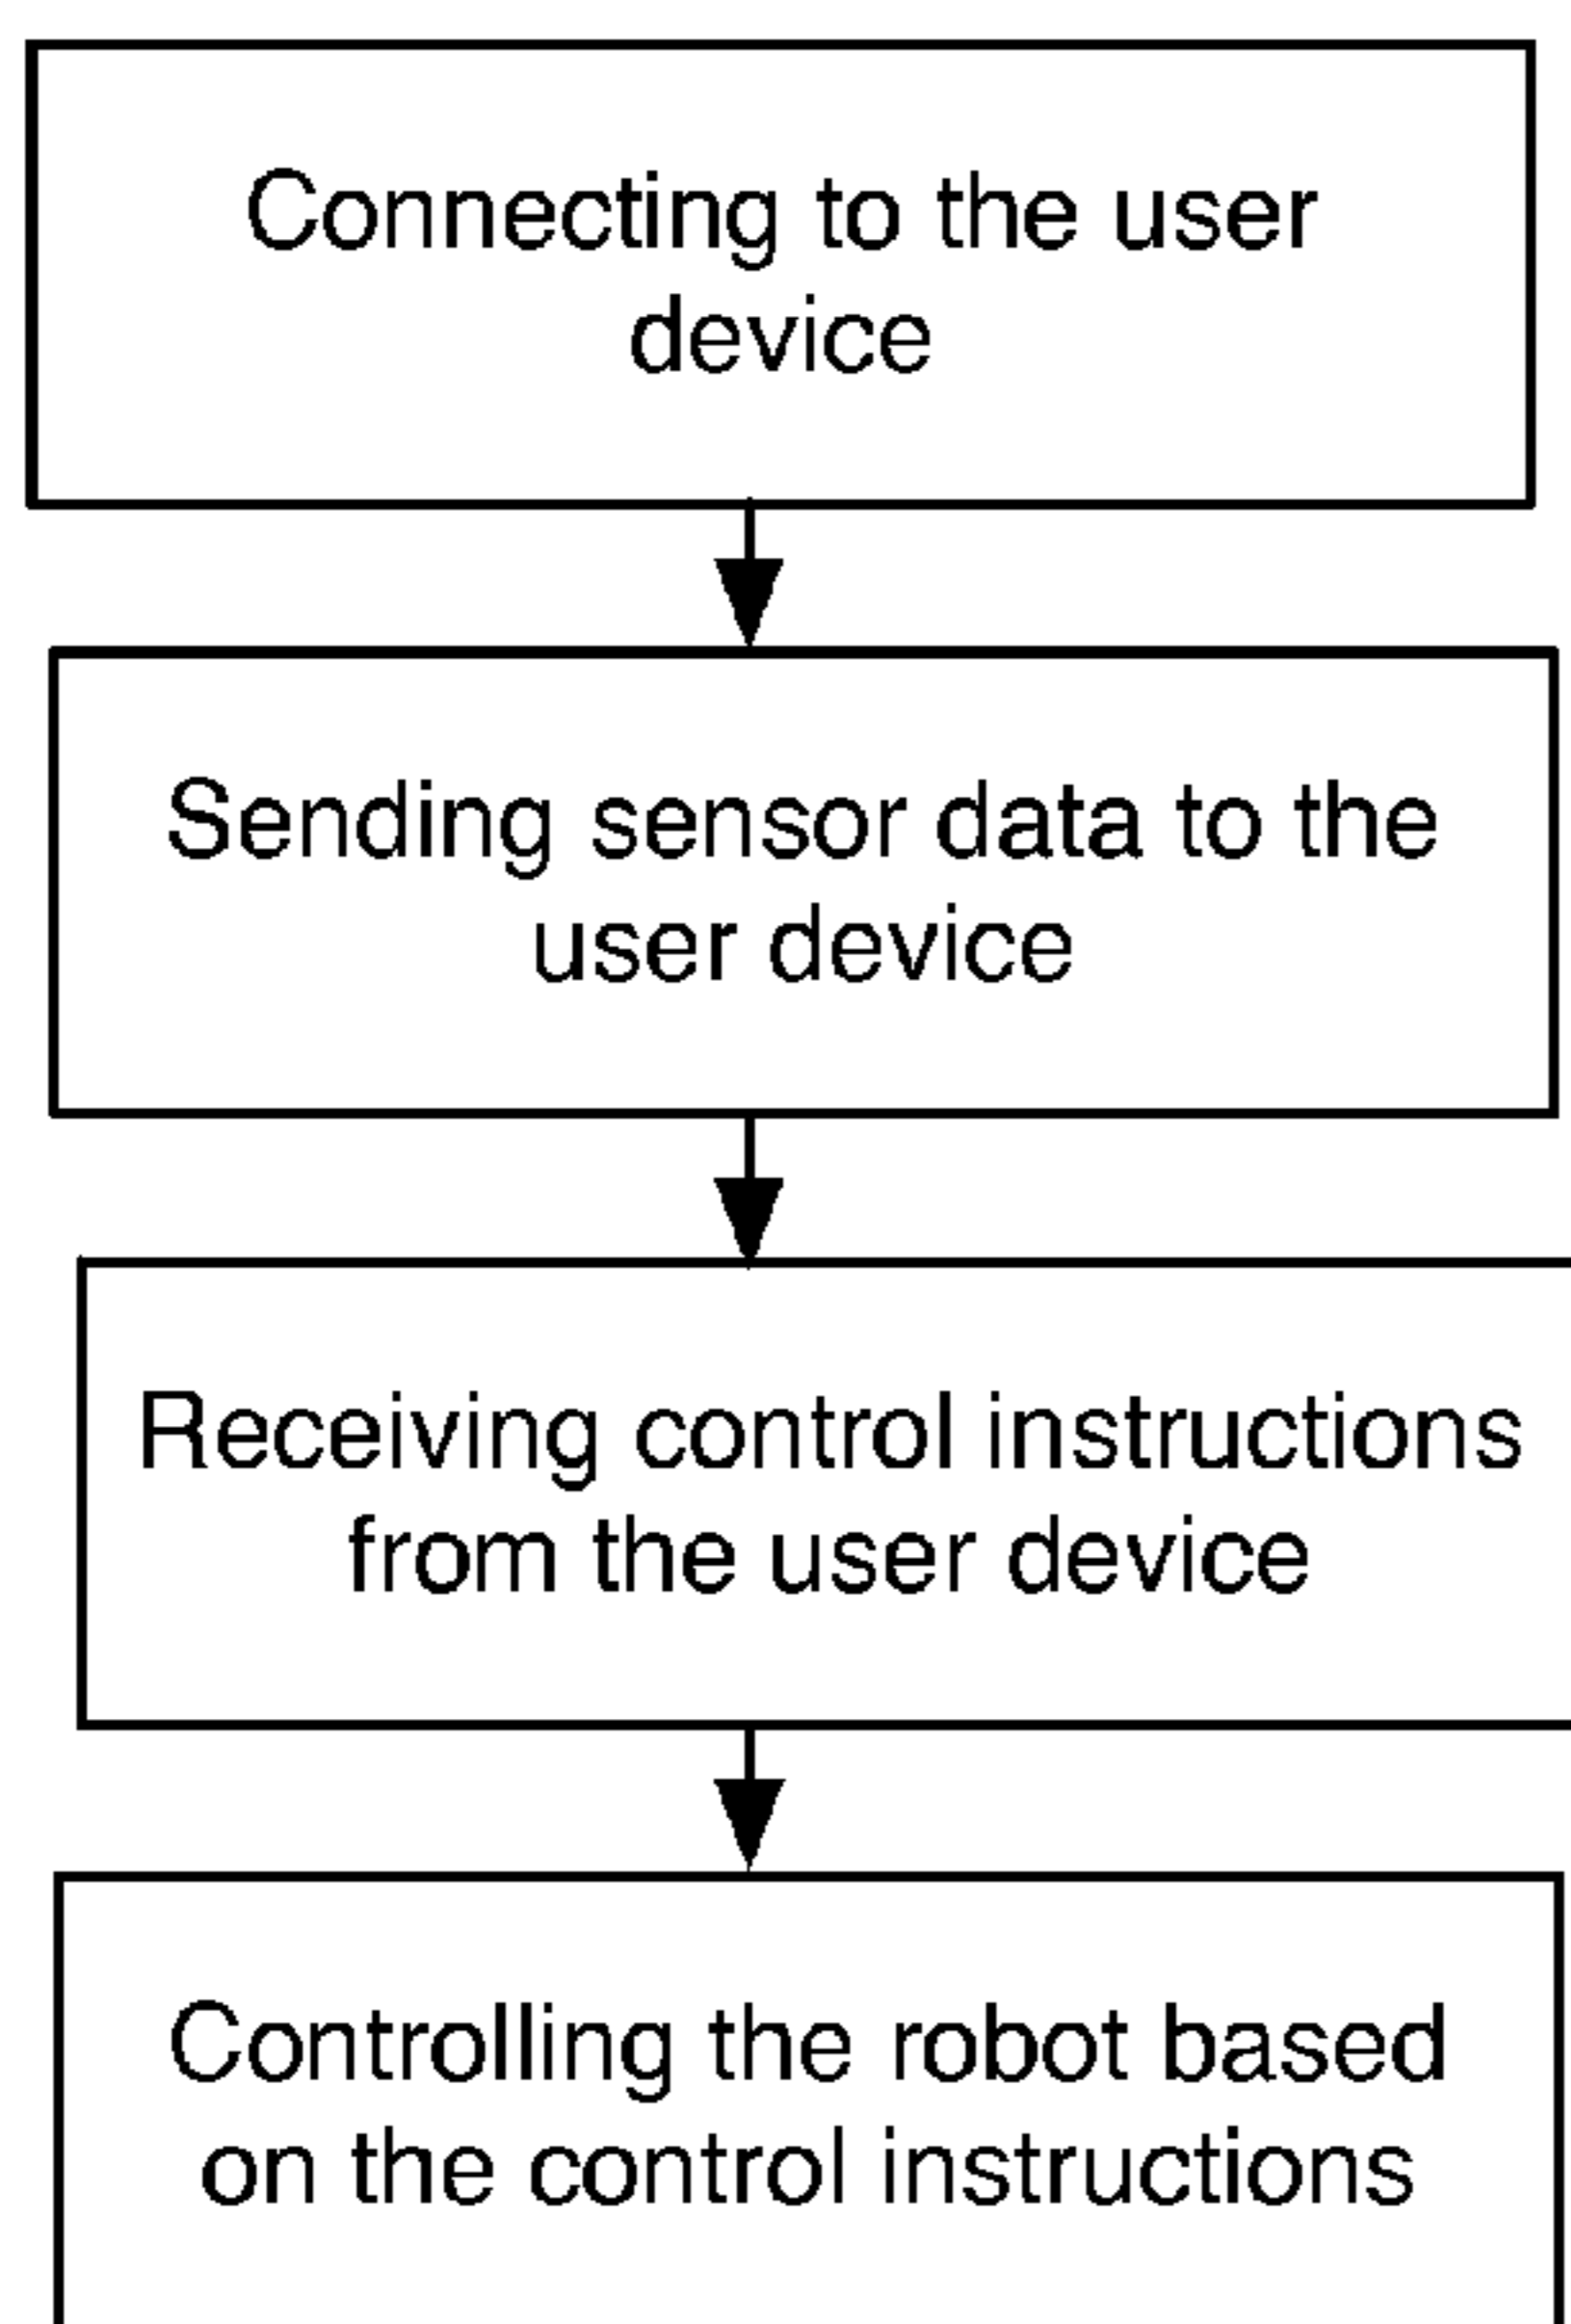 Connecting to the user
device
Sending sensor data to the
user device
Receiving control instructions
from the user device
Controlling the robot based
on the control instructions